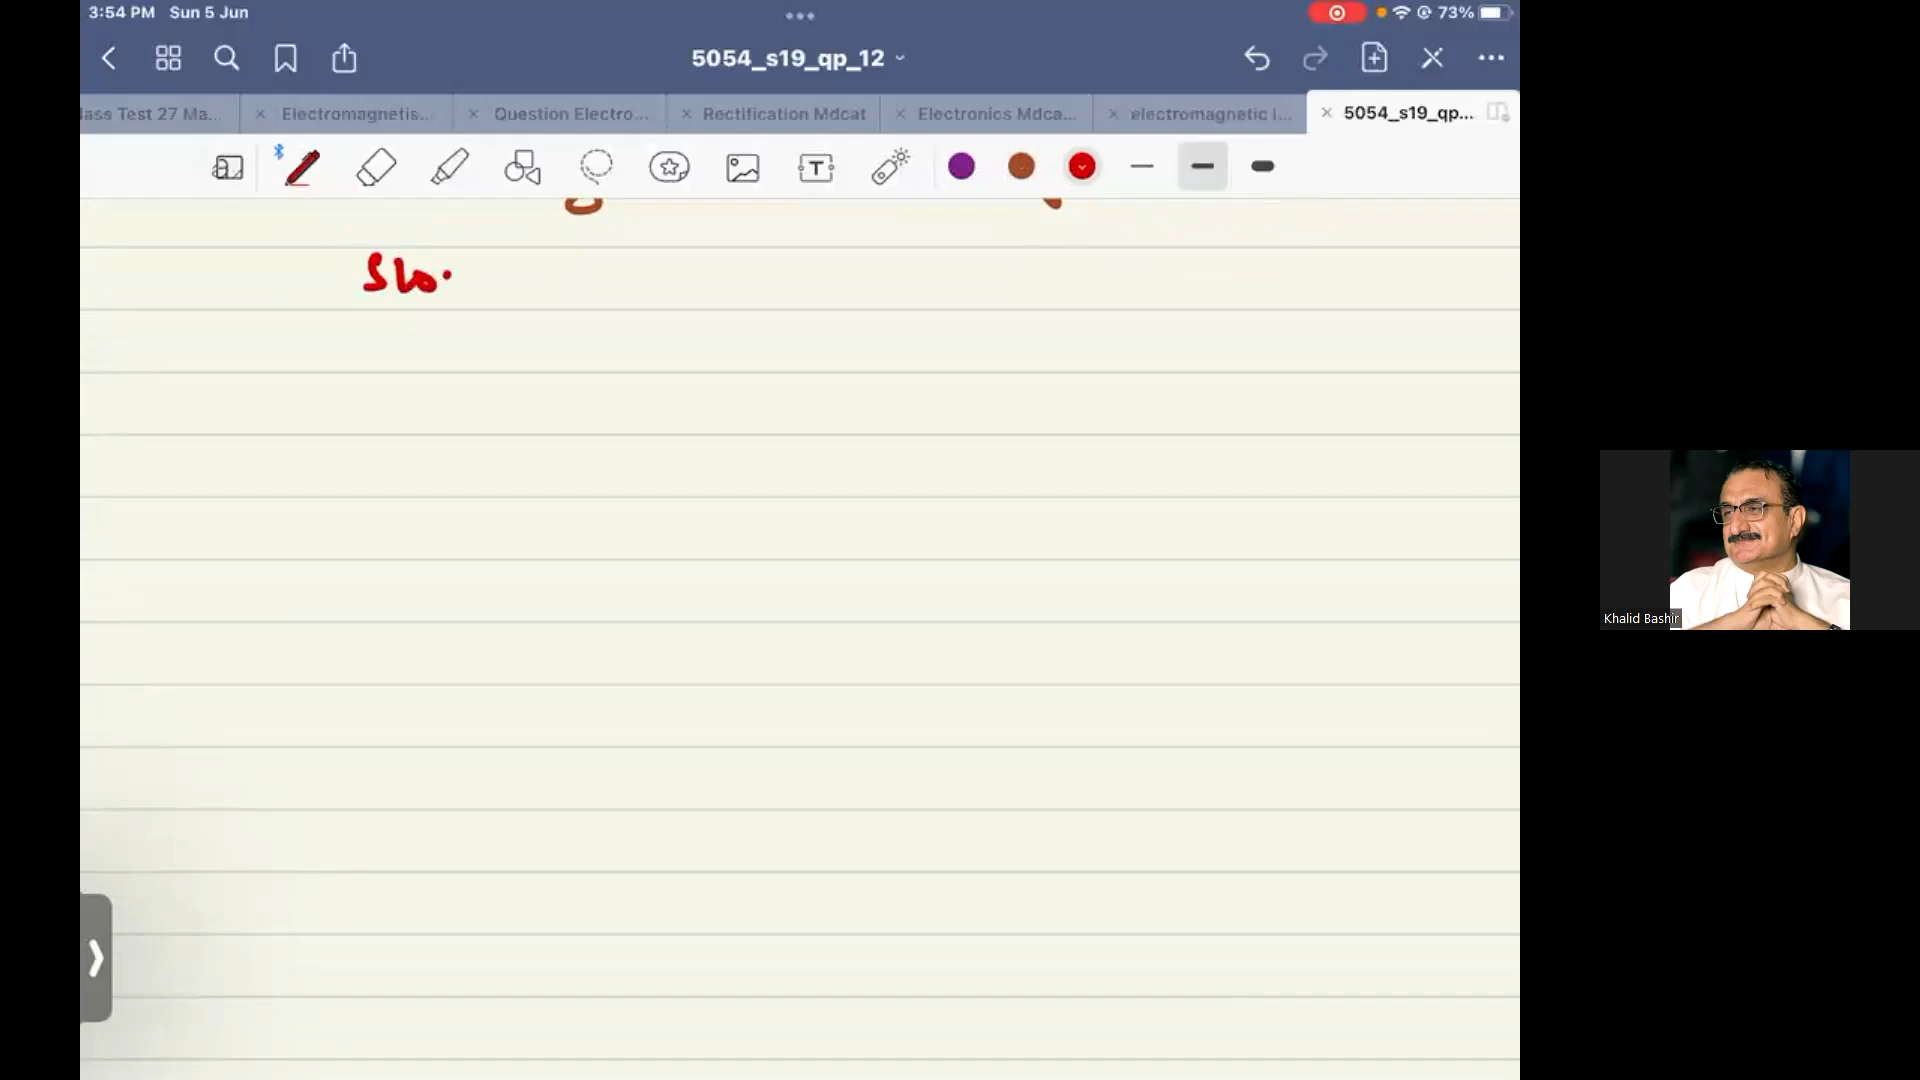 3:54 PM Sun 5 Jun 73%
5054_s19_qp_12
ass Test 27 Ma... Electromagnetis... Question Electro... Rectification Mdcat Electronics Mdca... electromagnetic i... 5054_s19_qp...
T
Slo.
Khalid Bashir